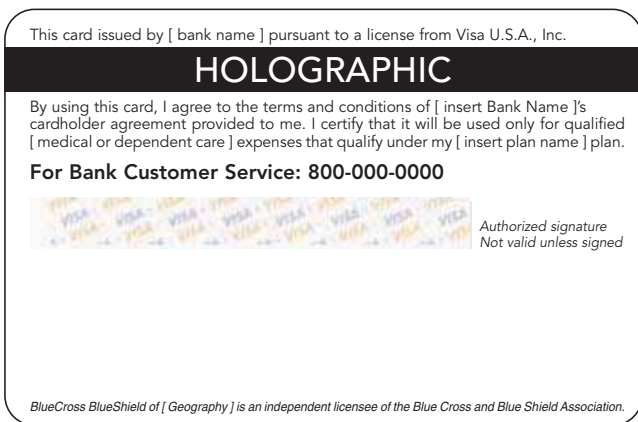 This card issued by [ bank name ] pursuant to a license from Visa U.S.A., Inc.
HOLOGRAPHIC
By using this card, I agree to the terms and conditions of [ insert Bank Name ]'s
cardholder agreement provided to me. I certify that it will be used only for qualified
[ medical or dependent care ] expenses that qualify under my [ insert plan name ] plan.
For Bank Customer Service: 800-000-0000
VISA VISA VISA VISA VISA VISA VISA
Authorized signature
Not valid unless signed
BlueCross BlueShield of [ Geography ] is an independent licensee of the Blue Cross and Blue Shield Association.